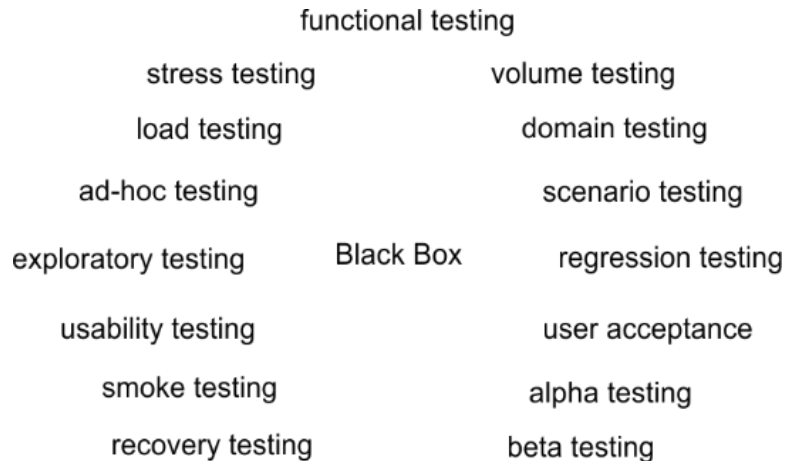 functional testing
stress testing
volume testing
load testing
domain testing
ad-hoc testing
scenario testing
exploratory testing
Black Box
regression testing
usability testing
user acceptance
smoke testing
alpha testing
recovery testing
beta testing